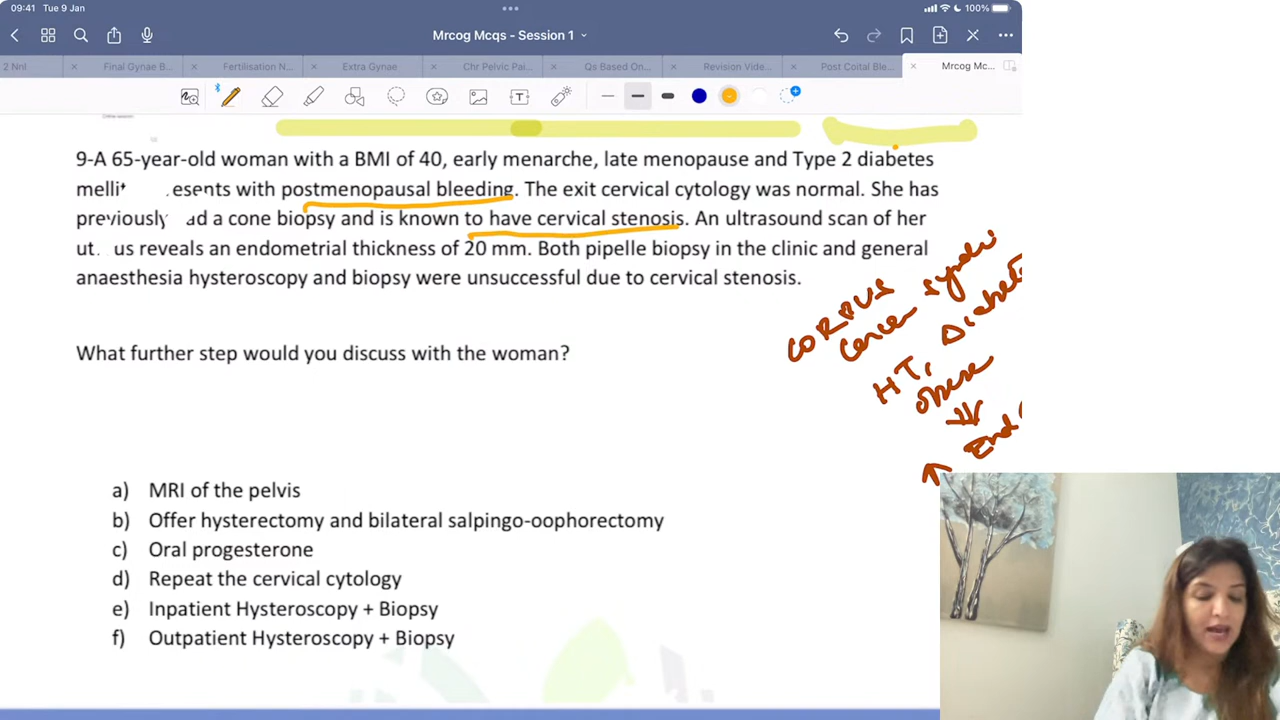 09:41 Tue 9 Jan
100%
Mrcog Mcqs - Session 1
2 Nnl
Final Gynae B...
Fertilisation N...
Extra Gynae
Chr Pelvic Pai...
Qs Based On...
Revision Vide...
Post Coital Ble...
Mrcog Mc...
9-A 65-year-old woman with a BMI of 40, early menarche, late menopause and Type 2 diabetes
melli esents with postmenopausal bleeding. The exit cervical cytology was normal. She has
previously ad a cone biopsy and is known to have cervical stenosis. An ultrasound scan of her
ut us reveals an endometrial thickness of 20 mm. Both pipelle biopsy in the clinic and general
anaesthesia hysteroscopy and biopsy were unsuccessful due to cervical stenosis.
CORPUS
Cancer syndro
HT, Diabet
Obese
End
What further step would you discuss with the woman?
a) MRI of the pelvis
b) Offer hysterectomy and bilateral salpingo-oophorectomy
c) Oral progesterone
d) Repeat the cervical cytology
e) Inpatient Hysteroscopy + Biopsy
f) Outpatient Hysteroscopy + Biopsy